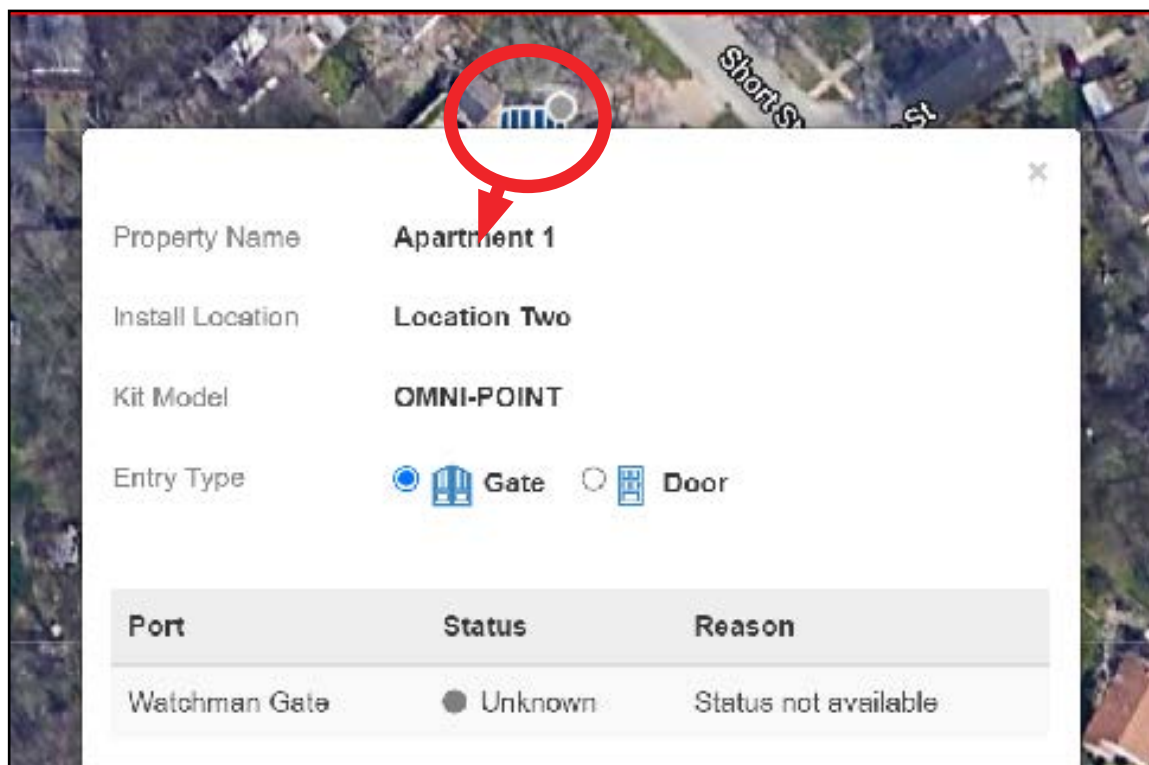 Short St
St
×
Property Name Apartment 1
Install Location Location Two
Kit Model OMNI-POINT
Entry Type Gate Door
Port Status Reason
Watchman Gate Unknown Status not available